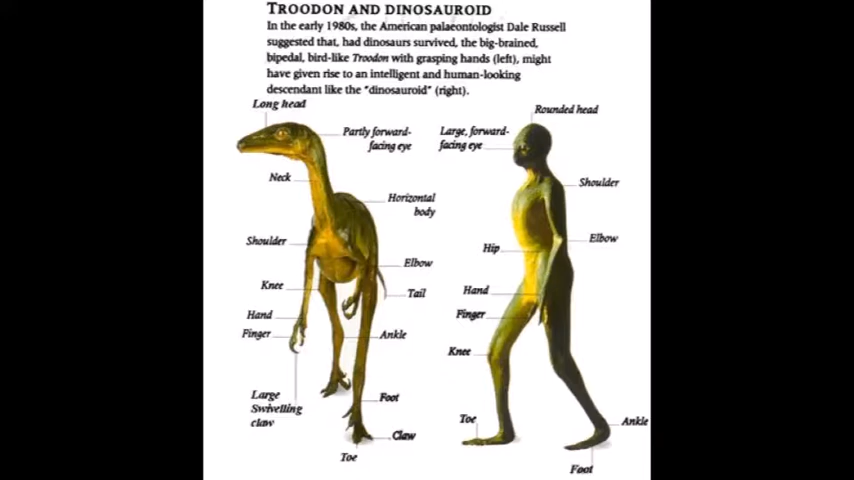 TROODON AND DINOSAUROID
In the early 1980s, the American palaeontologist Dale Russell
suggested that, had dinosaurs survived, the big-brained,
bipedal, bird-like Troodon with grasping hands (left), might
have given rise to an intelligent and human-looking
descendant like the "dinosauroid" (right).
Long head
Partly forward-
facing eye
Neck
Horizontal
body
Shoulder
Elbow
Knee
Tail
Hand
Finger
Ankle
Large
Swivelling
claw
Foot
Claw
Toe
Rounded head
Large, forward-
facing eye
Shoulder
Elbow
Hip
Hand
Finger
Knee
Toe
Ankle
Foot